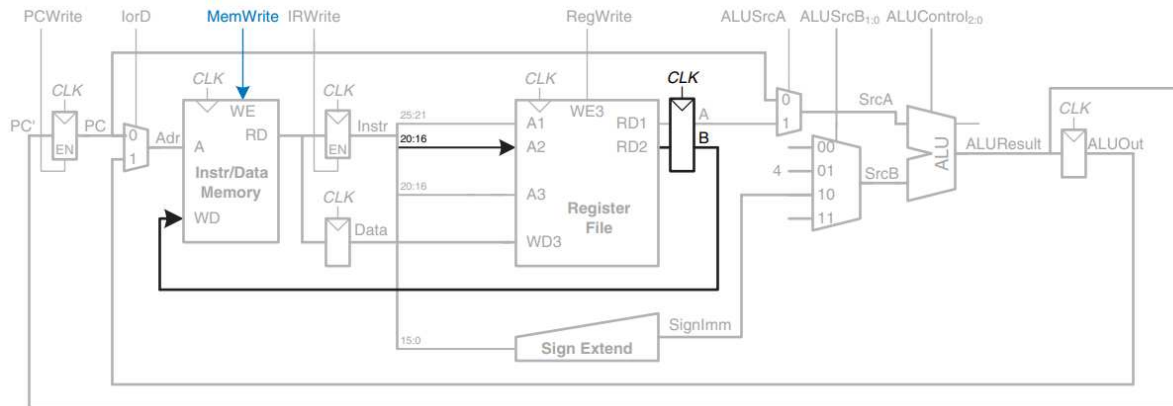 PCWrite IorD MemWrite IRWrite RegWrite ALUSrcA ALUSrcB1:0 ALUControl2:0
CLK CLK CLK CLK CLK CLK
PC' PC EN
0 1 Adr
A WE RD WD
Instr/Data
Memory
EN Instr
CLK
Data
25:21
20:16
20:16
15:0
A1 WE3 RD1
A2 RD2
A3
WD3
Register
File
A
B
0 1
SrcA
00
4 01
10
11
SrcB
ALU
ALUResult
ALUOut
SignImm
Sign Extend